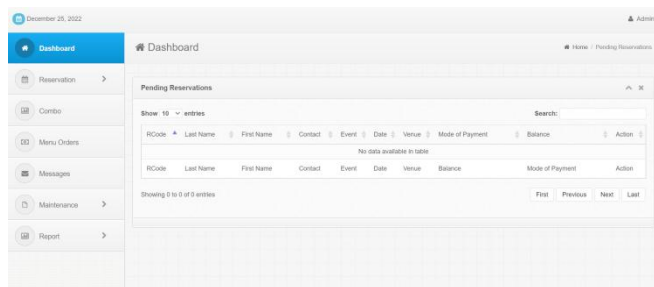 December 25, 2022
Admin
Dashboard
Dashboard
Home / Pending Reservations
Reservation
Pending Reservations
Combo
Show 10 entries
Search:
RCode Last Name First Name Contact Event Date Venue Mode of Payment Balance Action
Menu Orders
No data available in table
RCode Last Name First Name Contact Event Date Venue Balance Mode of Payment Action
Messages
Showing 0 to 0 of 0 entries
First Previous Next Last
Maintenance
Report